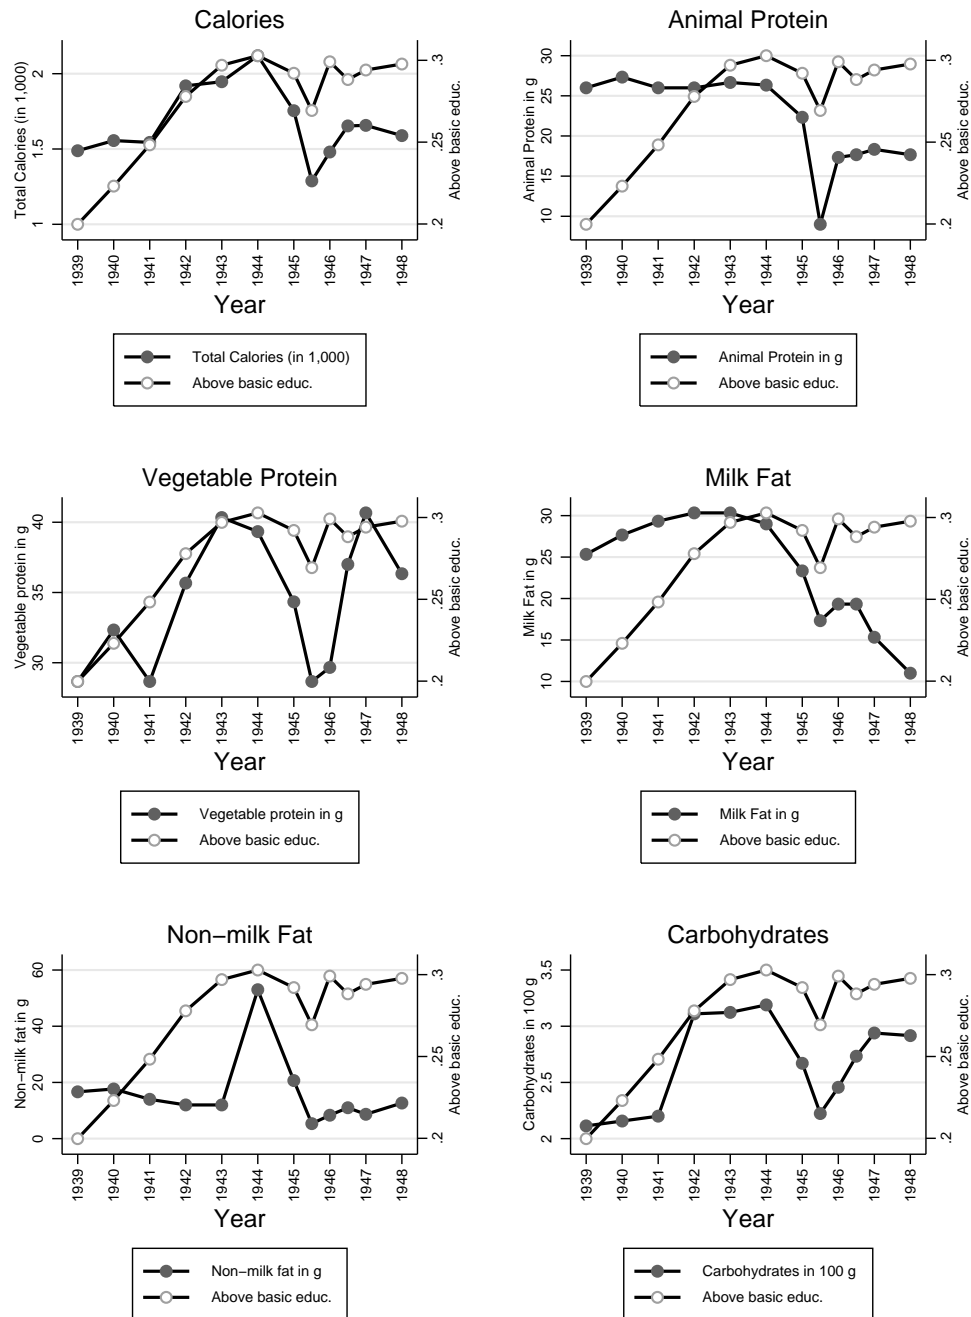 Calories
Total Calories (in 1,000)
2
1.5
1
.3
.25
.2
Above basic educ.
1939
1940
1941
1942
1943
1944
1945
1946
1947
1948
Year
Total Calories (in 1,000)
Above basic educ.
Animal Protein
Animal Protein in g
30
25
20
15
10
.3
.25
.2
Above basic educ.
1939
1940
1941
1942
1943
1944
1945
1946
1947
1948
Year
Animal Protein in g
Above basic educ.
Vegetable Protein
Vegetable protein in g
40
35
30
.3
.25
.2
Above basic educ.
1939
1940
1941
1942
1943
1944
1945
1946
1947
1948
Year
Vegetable protein in g
Above basic educ.
Milk Fat
Milk Fat in g
30
25
20
15
10
.3
.25
.2
Above basic educ.
1939
1940
1941
1942
1943
1944
1945
1946
1947
1948
Year
Milk Fat in g
Above basic educ.
Non−milk Fat
Non−milk fat in g
60
40
20
0
.3
.25
.2
Above basic educ.
1939
1940
1941
1942
1943
1944
1945
1946
1947
1948
Year
Non−milk fat in g
Above basic educ.
Carbohydrates
Carbohydrates in 100 g
3.5
3
2.5
2
.3
.25
.2
Above basic educ.
1939
1940
1941
1942
1943
1944
1945
1946
1947
1948
Year
Carbohydrates in 100 g
Above basic educ.